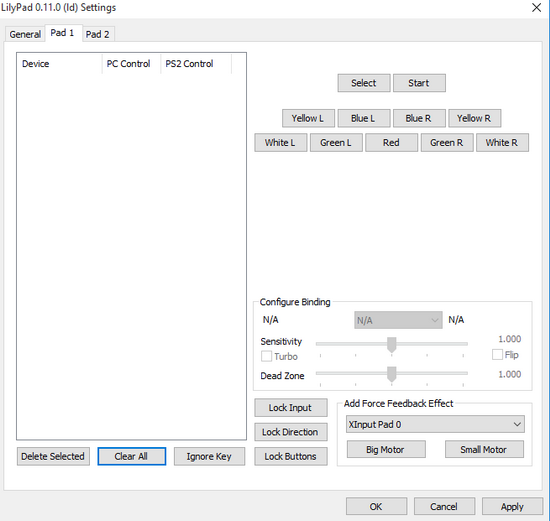 LilyPad 0.11.0 (ld) Settings
General Pad 1 Pad 2
Device PC Control PS2 Control
Select Start
Yellow L Blue L Blue R Yellow R
White L Green L Red Green R White R
Configure Binding
N/A N/A N/A
Sensitivity 1.000
Turbo Flip
Dead Zone 1.000
Lock Input
Lock Direction
Lock Buttons
Add Force Feedback Effect
XInput Pad 0
Big Motor Small Motor
Delete Selected Clear All Ignore Key
OK Cancel Apply